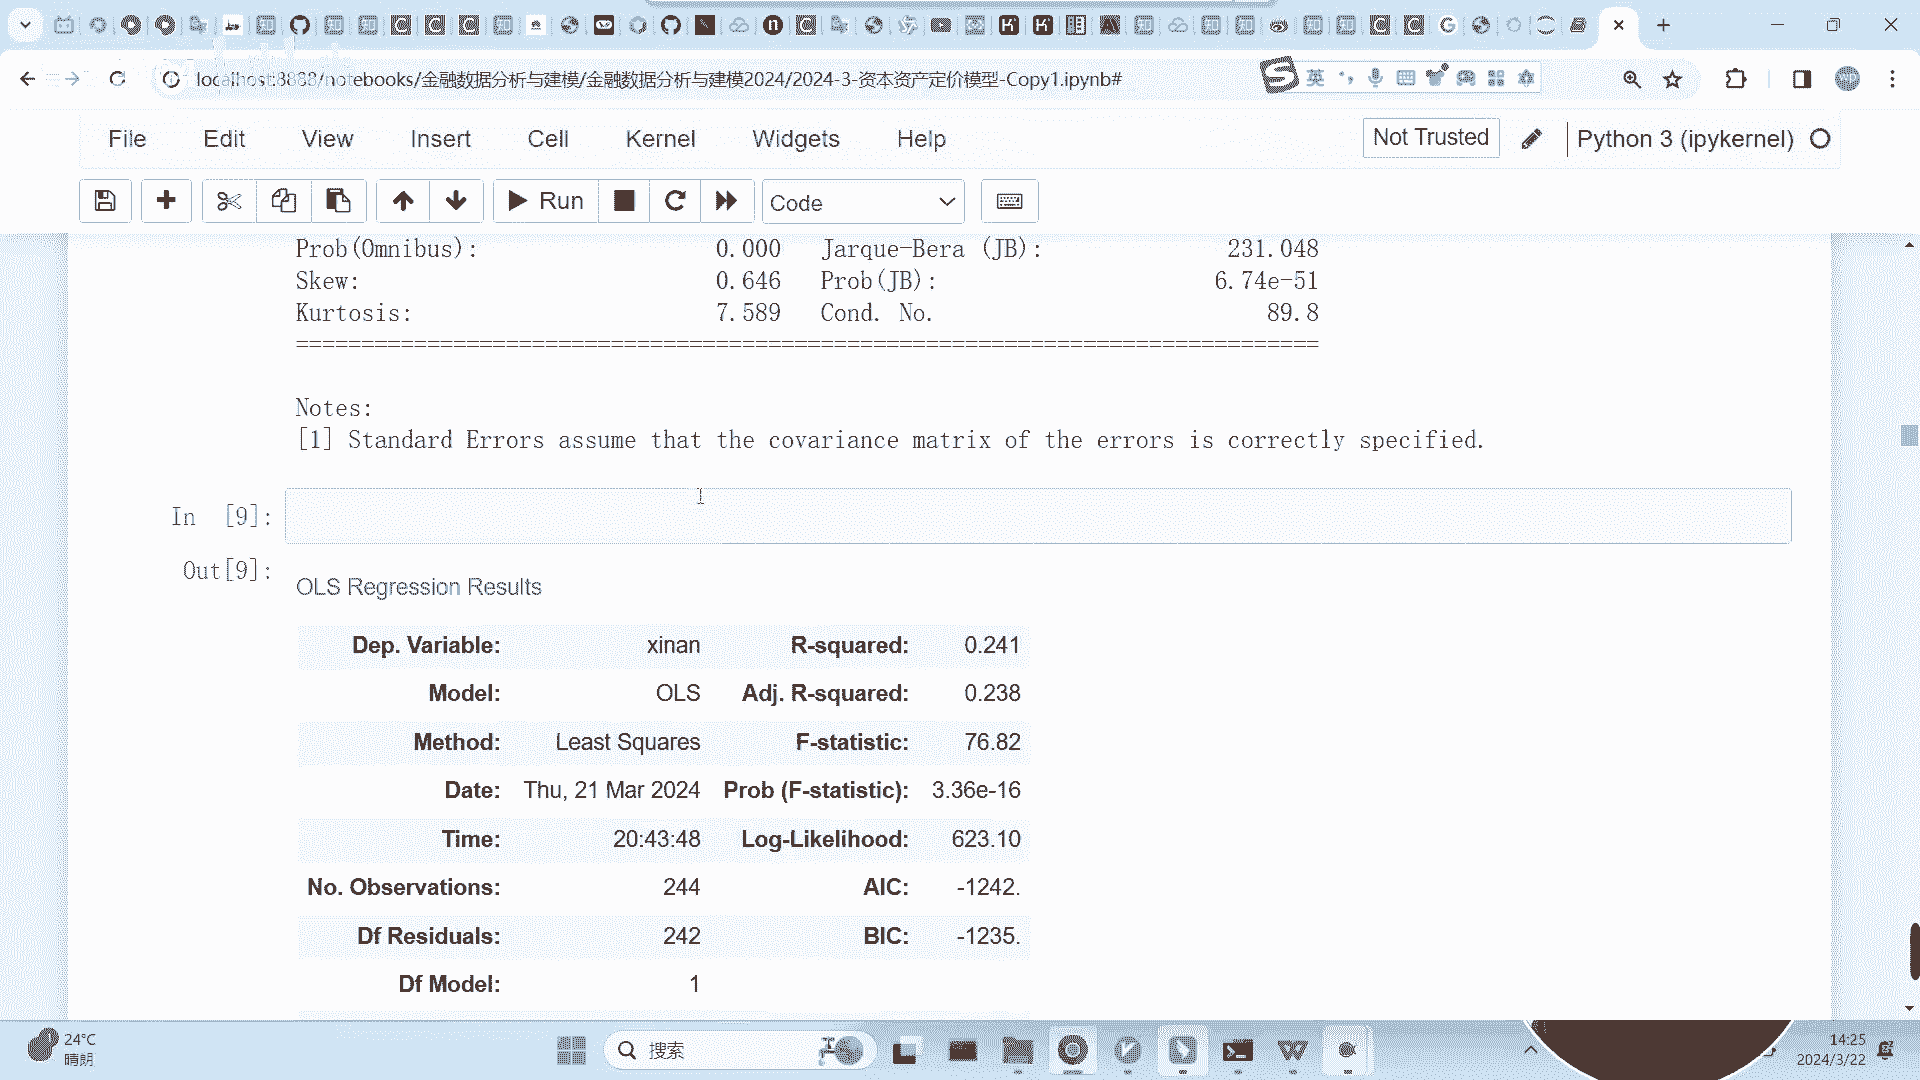 localhost:8888/notebooks/金融数据分析与建模/金融数据分析与建模2024/2024-3-资本资产定价模型-Copy1.ipynb#
英
File Edit View Insert Cell Kernel Widgets Help
Not Trusted
Python 3 (ipykernel)
Run
Code
Prob(Omnibus): 0.000 Jarque-Bera (JB): 231.048
Skew: 0.646 Prob(JB): 6.74e-51
Kurtosis: 7.589 Cond. No. 89.8
==============================================================================
Notes:
[1] Standard Errors assume that the covariance matrix of the errors is correctly specified.
In [9]:
Out[9]:
OLS Regression Results
Dep. Variable: xinan R-squared: 0.241
Model: OLS Adj. R-squared: 0.238
Method: Least Squares F-statistic: 76.82
Date: Thu, 21 Mar 2024 Prob (F-statistic): 3.36e-16
Time: 20:43:48 Log-Likelihood: 623.10
No. Observations: 244 AIC: -1242.
Df Residuals: 242 BIC: -1235.
Df Model: 1
24°C
晴朗
搜索
14:25
2024/3/22